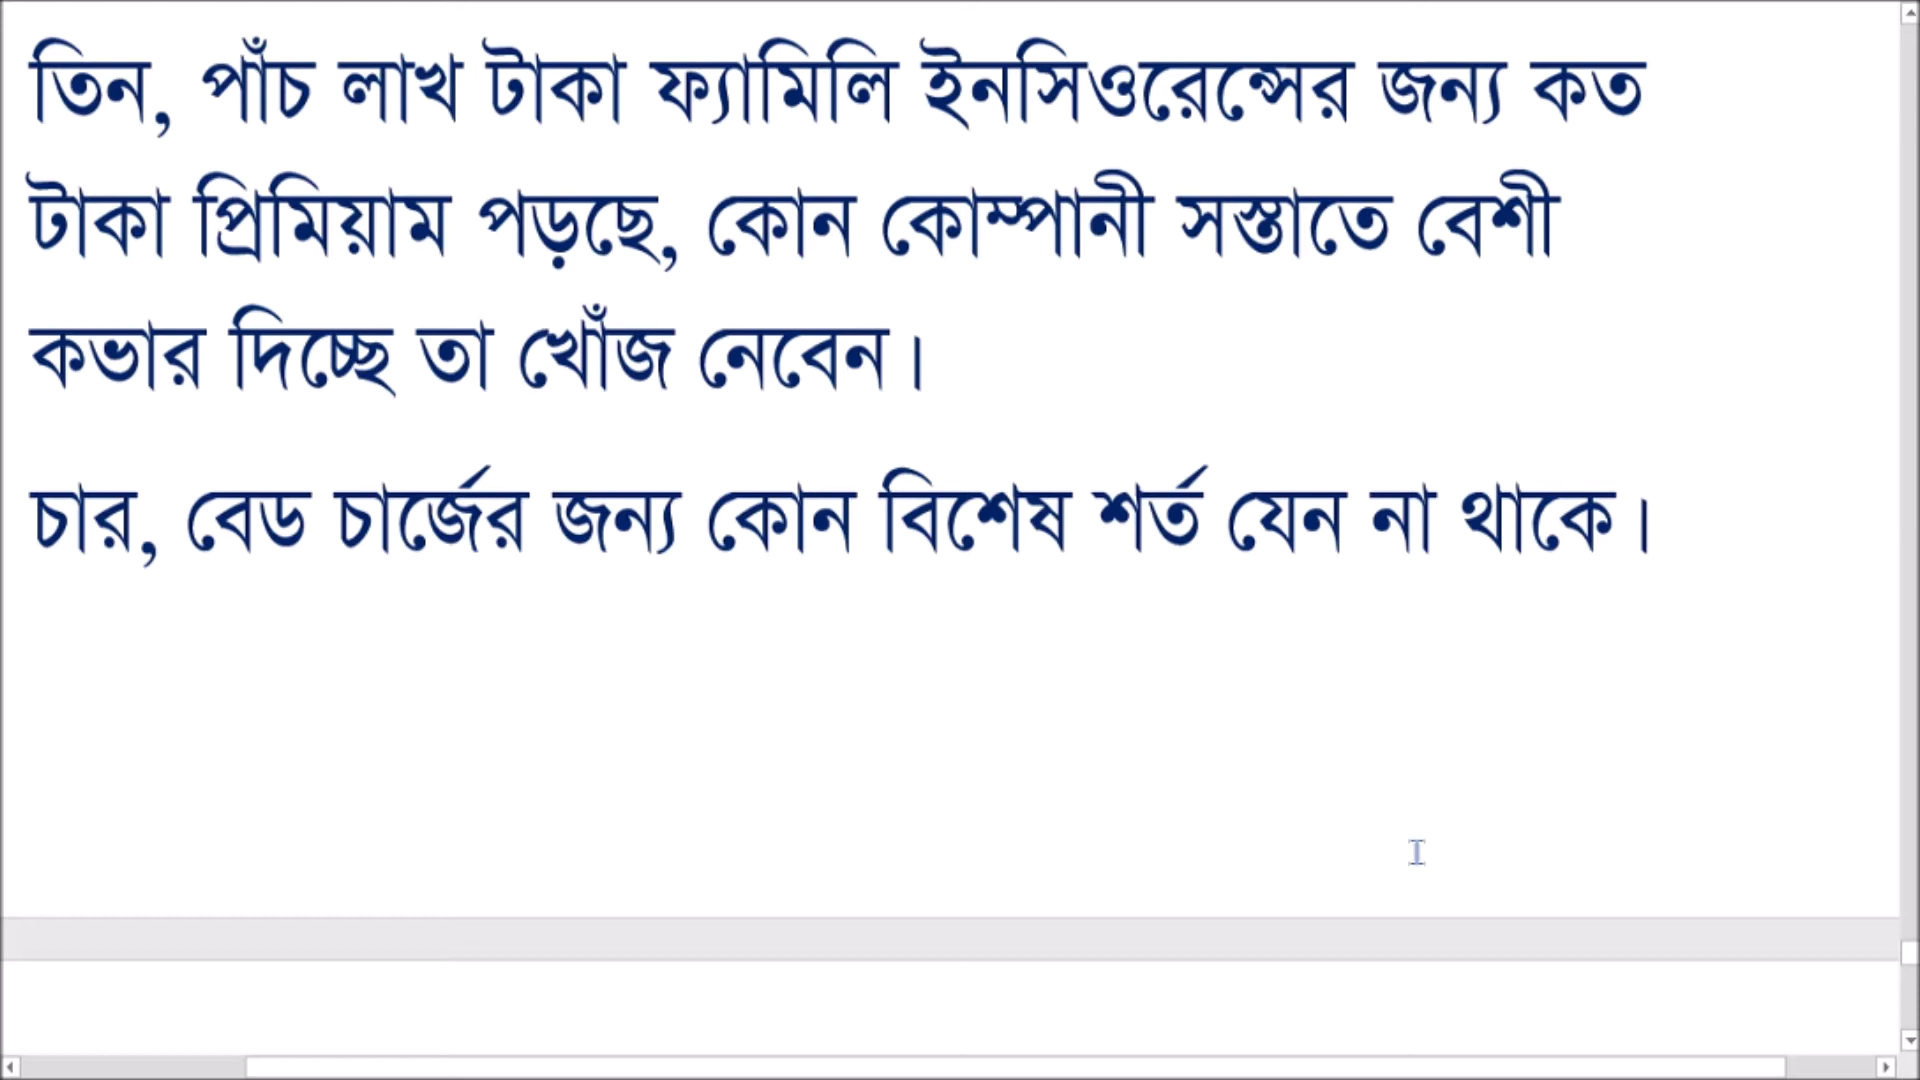 তিন, পাঁচ লাখ টাকা ফ্যামিলি ইনসিওরেন্সের জন্য কত
টাকা প্রিমিয়াম পড়ছে, কোন কোম্পানী সস্তাতে বেশী
কভার দিচ্ছে তা খোঁজ নেবেন।
চার, বেড চার্জের জন্য কোন বিশেষ শর্ত যেন না থাকে।